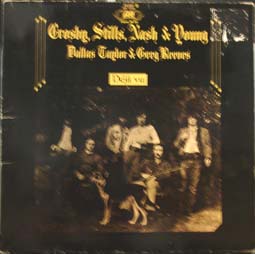 Crosby, Stills, Nash & Young
Dallas Taylor & Greg Reeves
Déjà vu